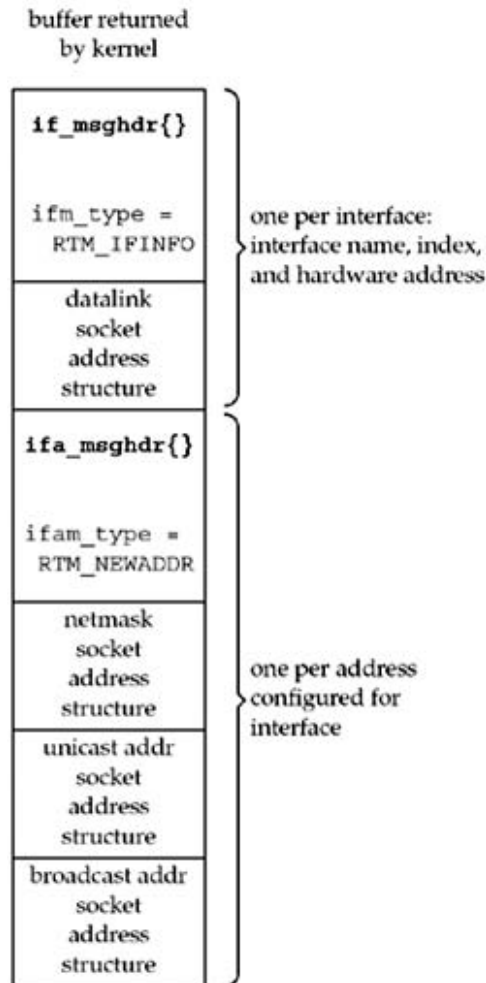 buffer returned
by kernel
if_msghdr{}
ifm_type =
RTM_IFINFO
one per interface:
interface name, index,
and hardware address
datalink
socket
address
structure
ifa_msghdr{}
ifam_type =
RTM_NEWADDR
netmask
socket
address
structure
one per address
configured for
interface
unicast addr
socket
address
structure
broadcast addr
socket
address
structure